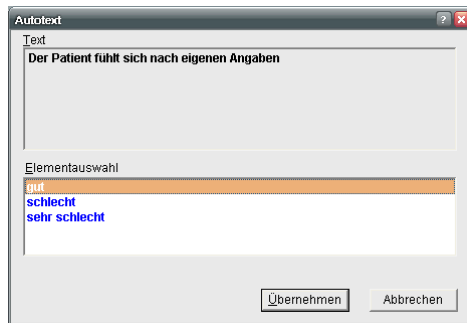 Autotext
Text
Der Patient fühlt sich nach eigenen Angaben
Elementauswahl
gut
schlecht
sehr schlecht
Übernehmen
Abbrechen